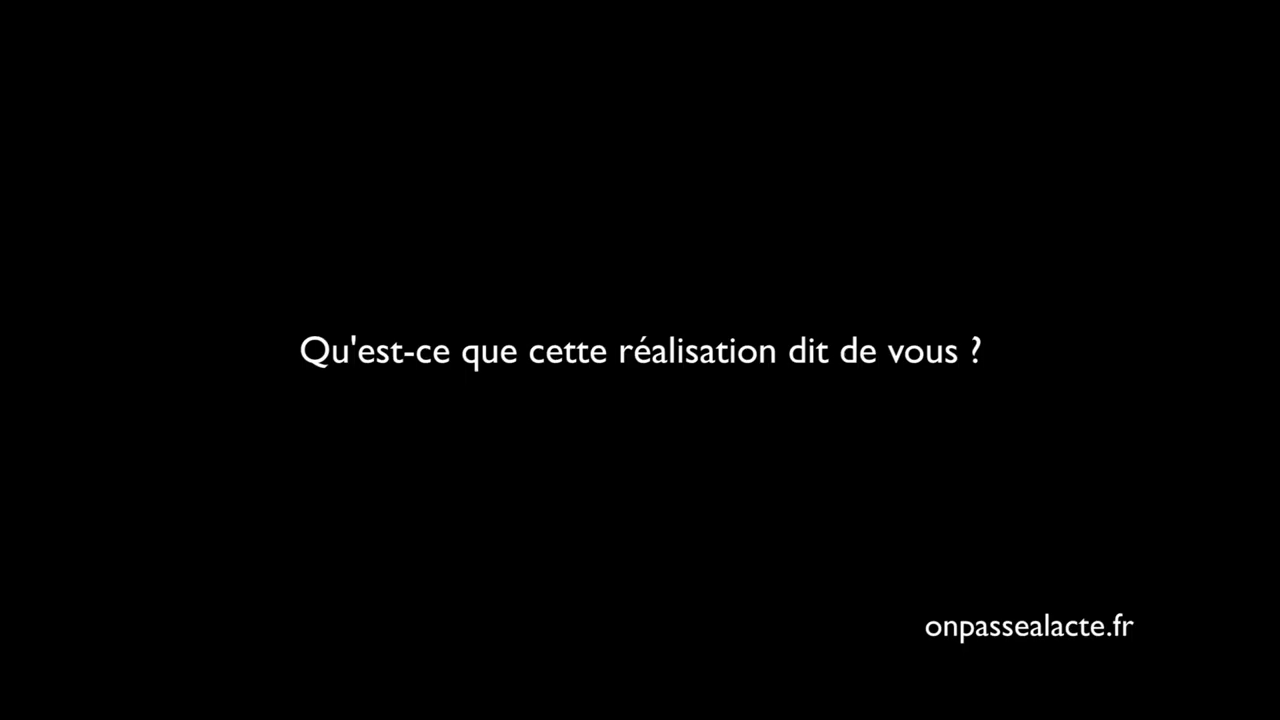 Qu'est-ce que cette réalisation dit de vous ?
onpassealacte.fr